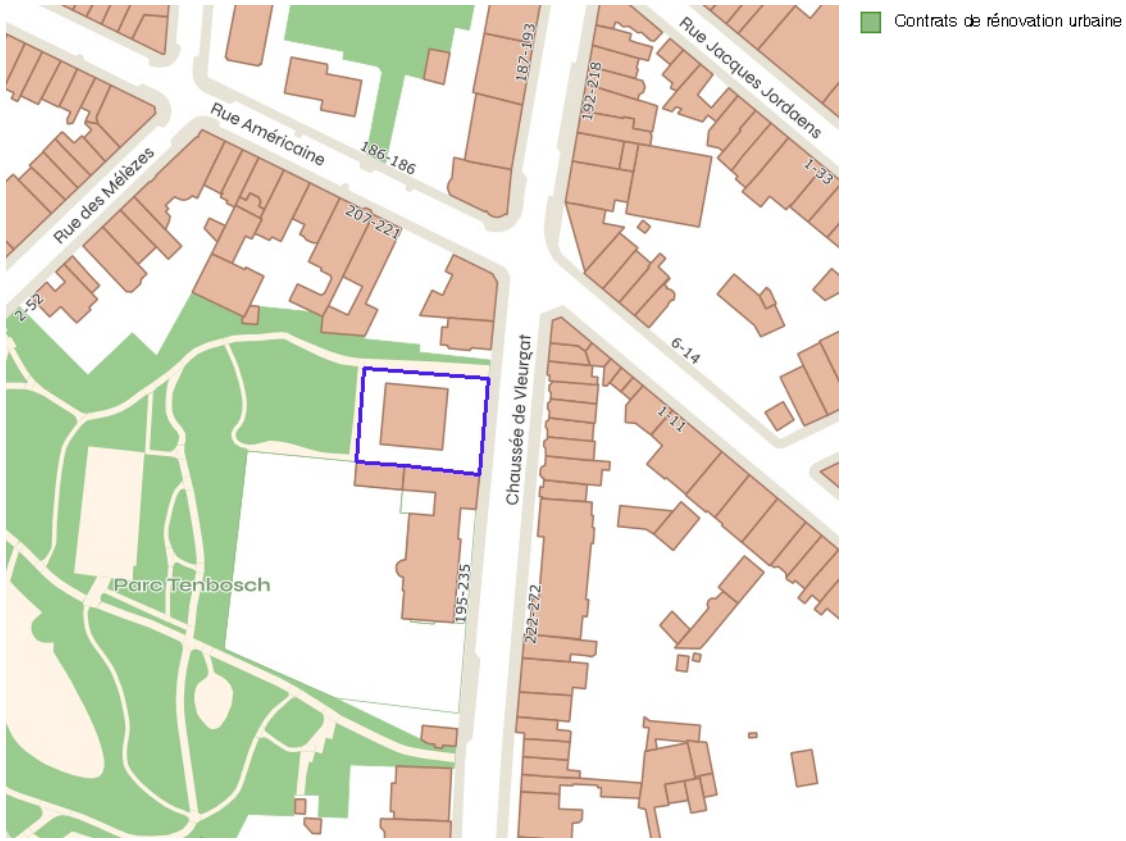 Contrats de rénovation urbaine
187-193
192-218
Rue Jacques Jordaens
1-33
Rue Américaine
186-186
Rue des Mélèzes
207-221
2-52
6-14
Chaussée de Vleurgat
1-11
Parc Tenbosch
195-235
222-272